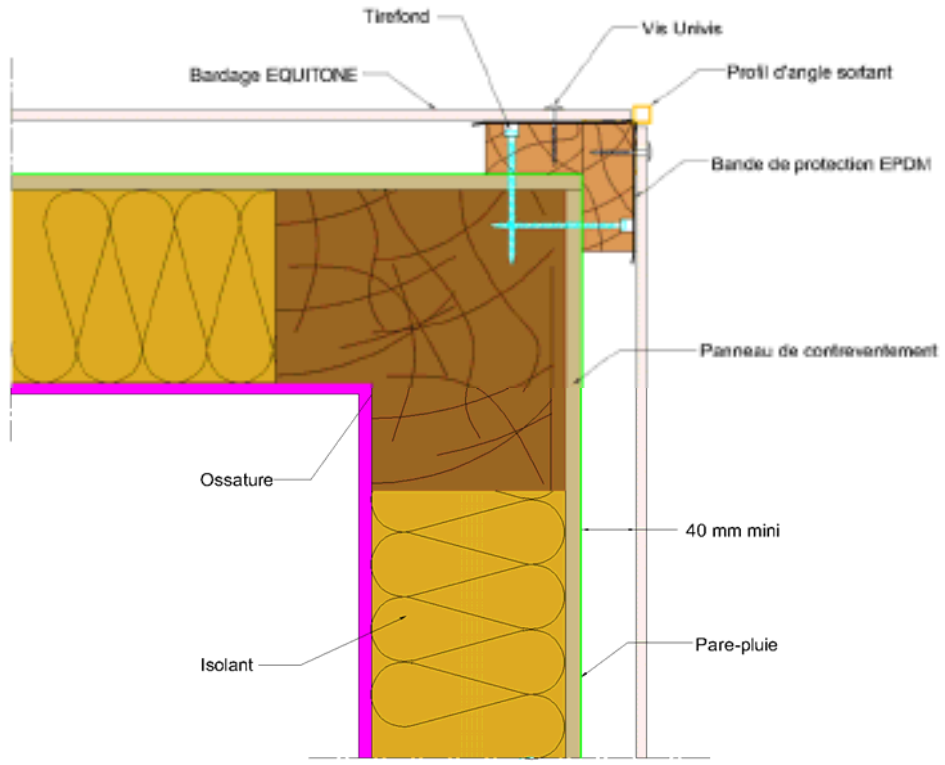 Tirefond
Vis Univis
Bardage EQUITONE
Profil d'angle sortant
Bande de protection EPDM
Panneau de contreventement
Ossature
40 mm mini
Isolant
Pare-pluie